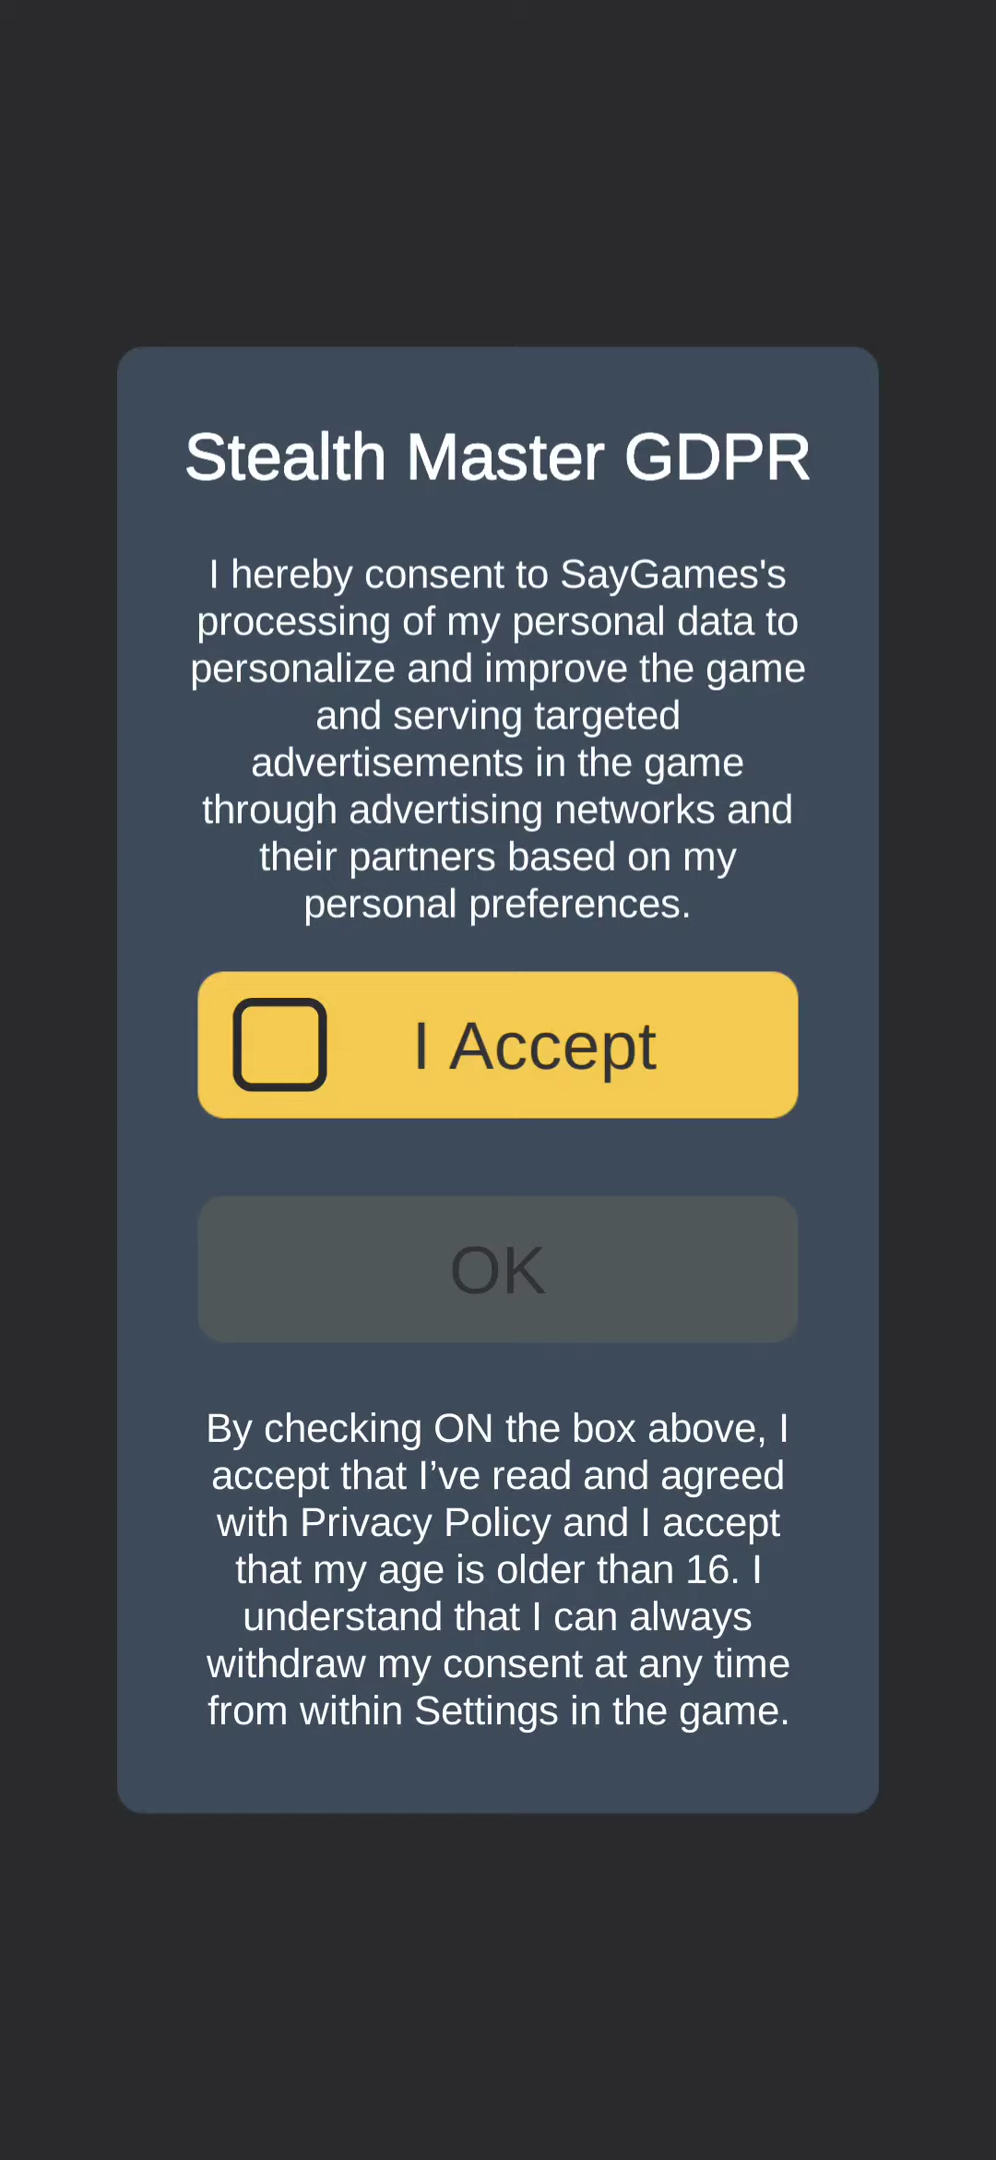 Stealth Master GDPR
I hereby consent to SayGames's
processing of my personal data to
personalize and improve the game
and serving targeted
advertisements in the game
through advertising networks and
their partners based on my
personal preferences.
I Accept
OK
By checking ON the box above, I
accept that I’ve read and agreed
with Privacy Policy and I accept
that my age is older than 16. I
understand that I can always
withdraw my consent at any time
from within Settings in the game.